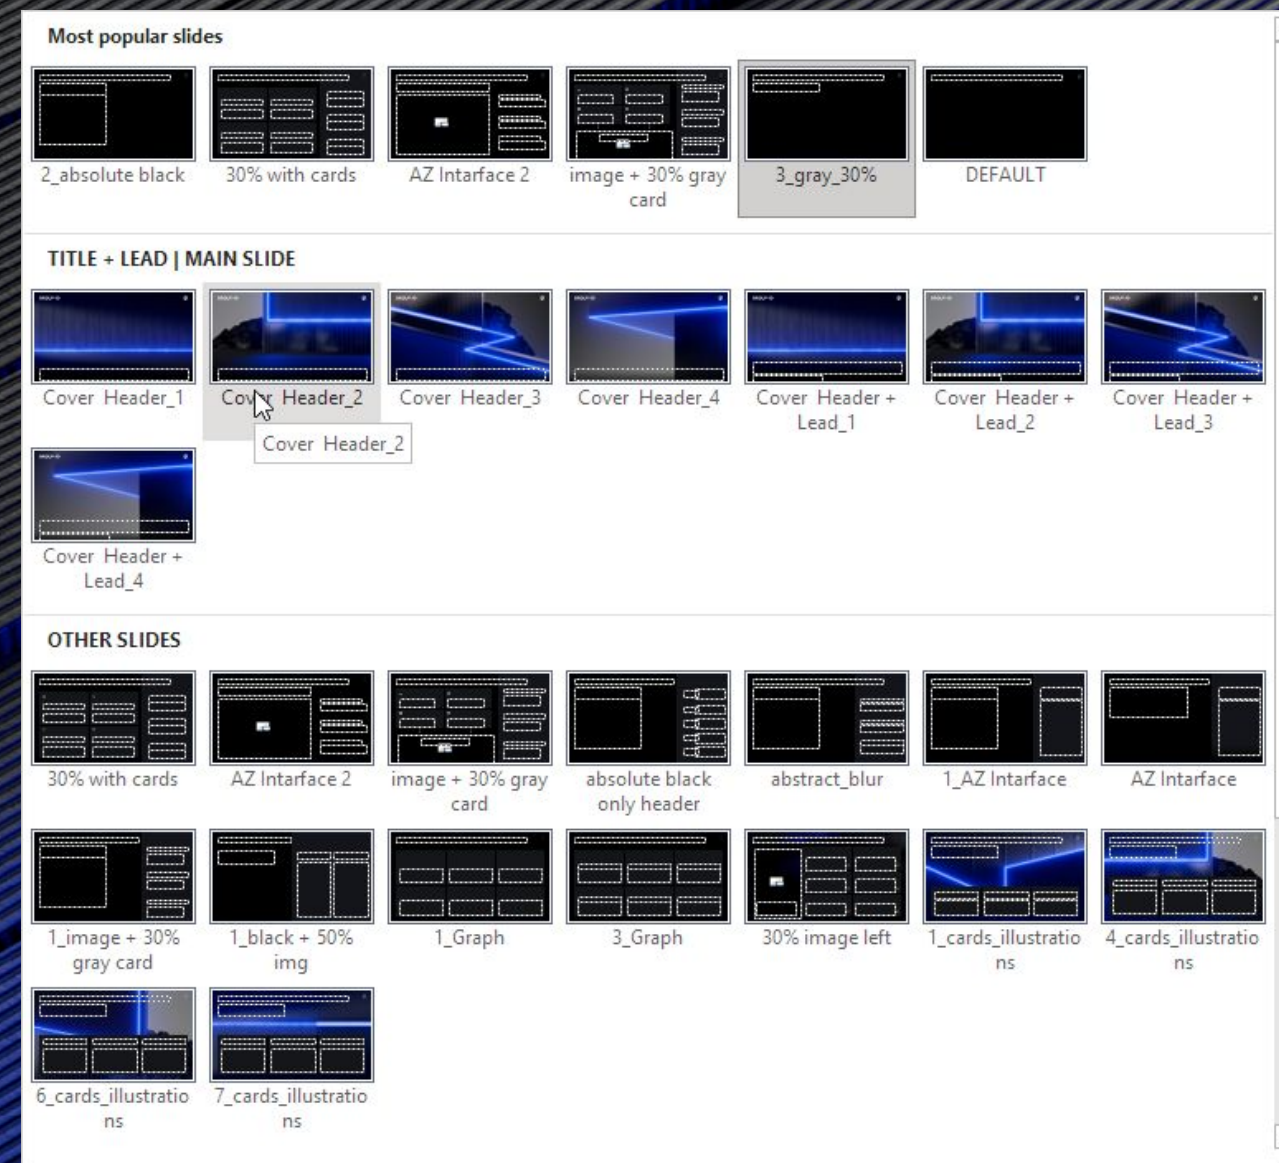 Most popular slides
2_absolute black
30% with cards
AZ Intarface 2
image + 30% gray
card
3_gray_30%
DEFAULT
TITLE + LEAD | MAIN SLIDE
Cover Header_1
Cover Header_2
Cover Header_3
Cover Header_4
Cover Header +
Lead_1
Cover Header +
Lead_2
Cover Header +
Lead_3
Cover Header_2
Cover Header +
Lead_4
OTHER SLIDES
30% with cards
AZ Intarface 2
image + 30% gray
card
absolute black
only header
abstract_blur
1_AZ Intarface
AZ Intarface
1_image + 30%
gray card
1_black + 50%
img
1_Graph
3_Graph
30% image left
1_cards_illustratio
ns
4_cards_illustratio
ns
6_cards_illustratio
ns
7_cards_illustratio
ns